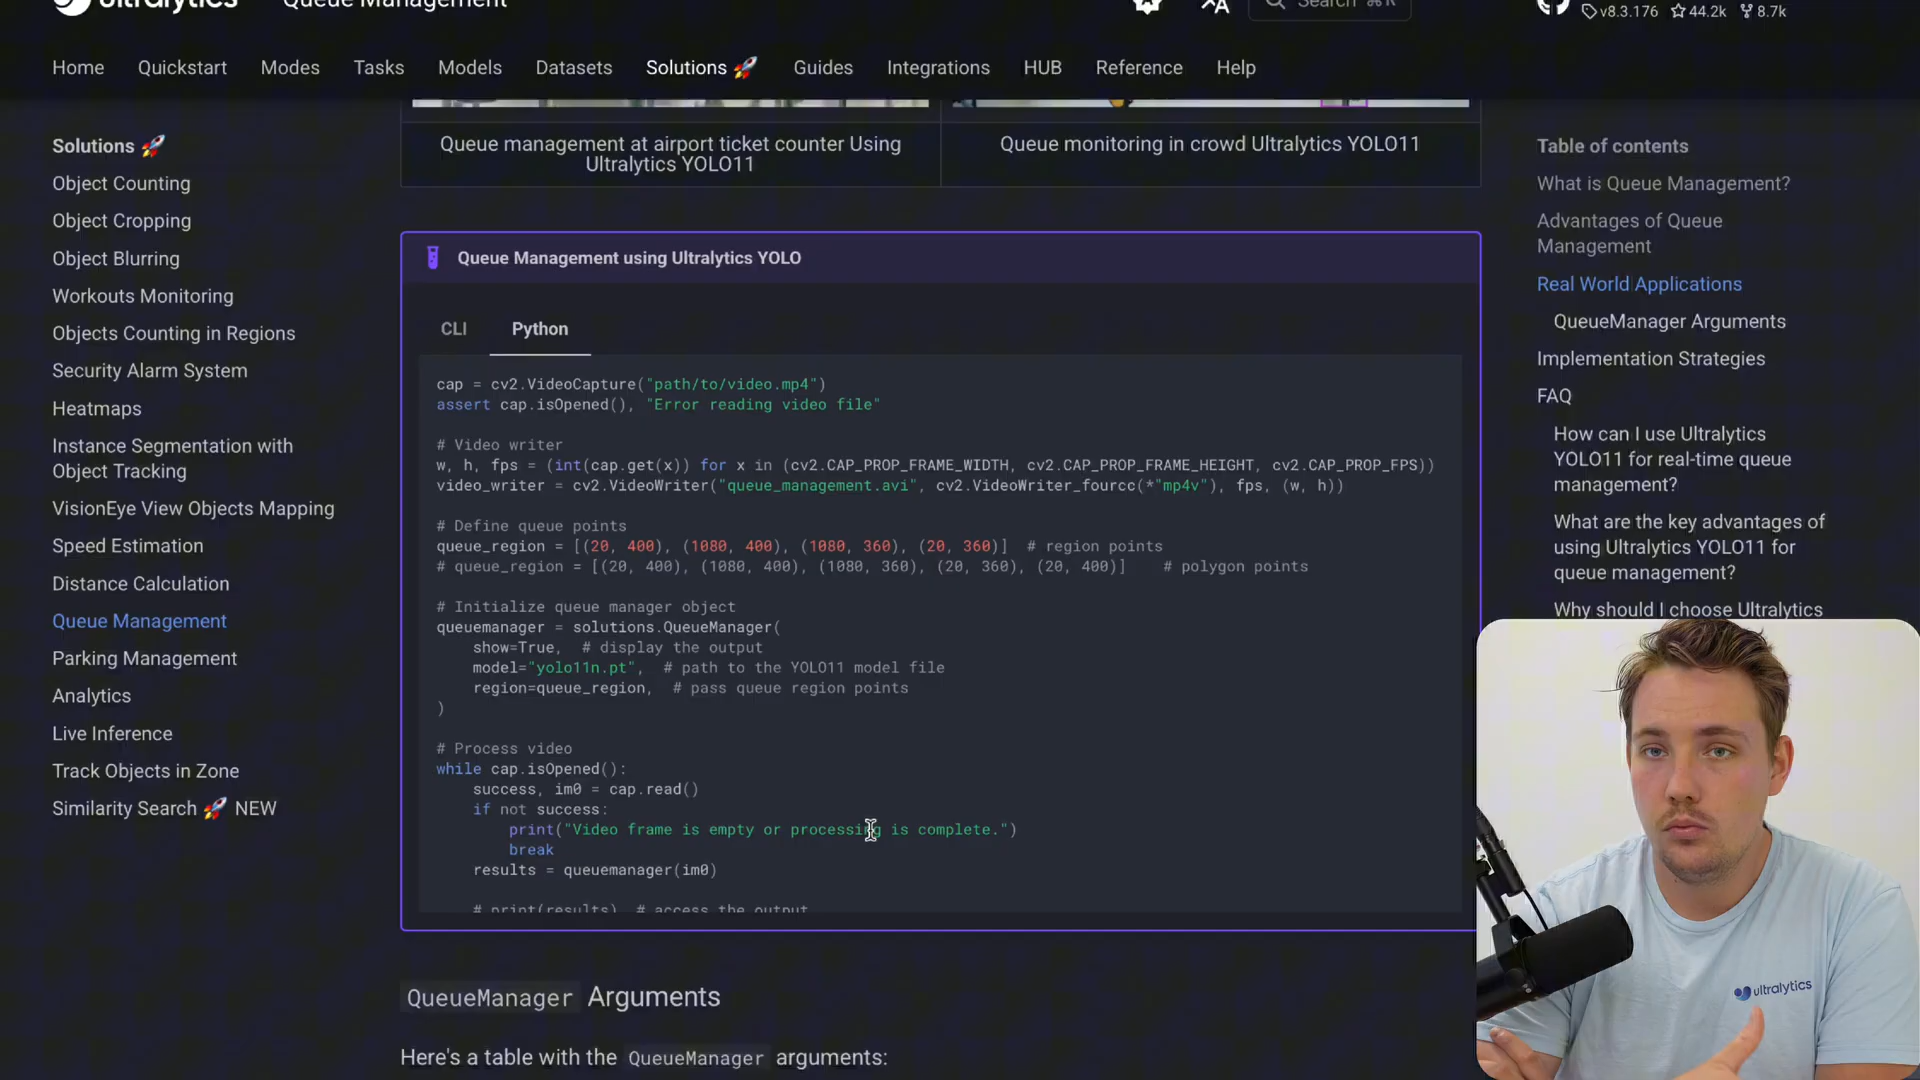 ultralytics
Queue Management
Search ⌘K
v8.3.176 44.2k 8.7k
Home Quickstart Modes Tasks Models Datasets Solutions 🚀 Guides Integrations HUB Reference Help
Solutions 🚀
Object Counting
Object Cropping
Object Blurring
Workouts Monitoring
Objects Counting in Regions
Security Alarm System
Heatmaps
Instance Segmentation with
Object Tracking
VisionEye View Objects Mapping
Speed Estimation
Distance Calculation
Queue Management
Parking Management
Analytics
Live Inference
Track Objects in Zone
Similarity Search 🚀 NEW
Queue management at airport ticket counter Using
Ultralytics YOLO11
Queue monitoring in crowd Ultralytics YOLO11
Queue Management using Ultralytics YOLO
CLI Python
cap = cv2.VideoCapture("path/to/video.mp4")
assert cap.isOpened(), "Error reading video file"
# Video writer
w, h, fps = (int(cap.get(x)) for x in (cv2.CAP_PROP_FRAME_WIDTH, cv2.CAP_PROP_FRAME_HEIGHT, cv2.CAP_PROP_FPS))
video_writer = cv2.VideoWriter("queue_management.avi", cv2.VideoWriter_fourcc(*"mp4v"), fps, (w, h))
# Define queue points
queue_region = [(20, 400), (1080, 400), (1080, 360), (20, 360)]  # region points
# queue_region = [(20, 400), (1080, 400), (1080, 360), (20, 360), (20, 400)]    # polygon points
# Initialize queue manager object
queuemanager = solutions.QueueManager(
    show=True,  # display the output
    model="yolo11n.pt",  # path to the YOLO11 model file
    region=queue_region,  # pass queue region points
)
# Process video
while cap.isOpened():
    success, im0 = cap.read()
    if not success:
        print("Video frame is empty or processing is complete.")
        break
    results = queuemanager(im0)
    # print(results)  # access the output
QueueManager Arguments
Here's a table with the QueueManager arguments:
Table of contents
What is Queue Management?
Advantages of Queue
Management
Real World Applications
QueueManager Arguments
Implementation Strategies
FAQ
How can I use Ultralytics
YOLO11 for real-time queue
management?
What are the key advantages of
using Ultralytics YOLO11 for
queue management?
Why should I choose Ultralytics
ultralytics